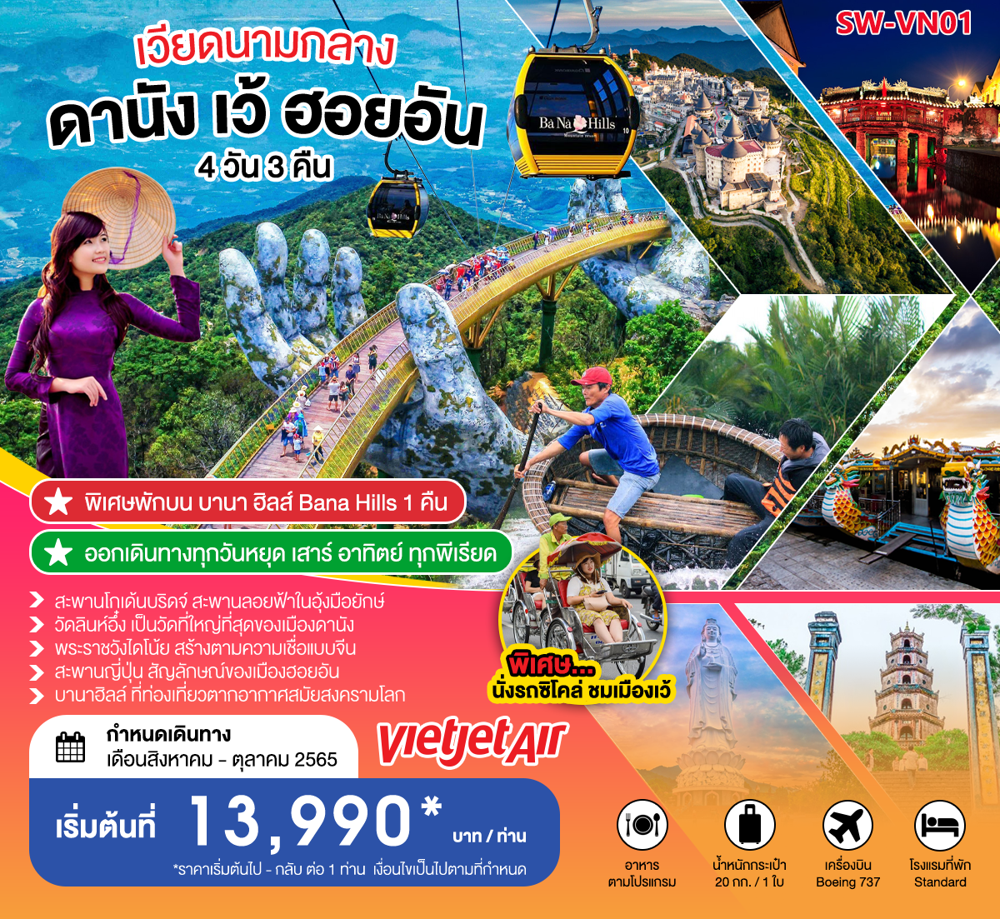 SW-VN01
เวียดนามกลาง
ดานัง เว้ ฮอยอัน
4 วัน 3 คืน
Bà Nà Hills
10
Bà Nà Hills
พิเศษพักบน บานา ฮิลส์ Bana Hills 1 คืน
ออกเดินทางทุกวันหยุด เสาร์ อาทิตย์ ทุกพีเรียด
สะพานโกเด้นบริดจ์ สะพานลอยฟ้าในอุ้งมือยักษ์
วัดลินห์อึ๋ง เป็นวัดที่ใหญ่ที่สุดของเมืองดานัง
พระราชวังไดโน้ย สร้างตามความเชื่อแบบจีน
สะพานญี่ปุ่น สัญลักษณ์ของเมืองฮอยอัน
บานาฮิลล์ ที่ท่องเที่ยวตากอากาศสมัยสงครามโลก
พิเศษ...
นั่งรถซิโคล่ ชมเมืองเว้
กำหนดเดินทาง
เดือนสิงหาคม - ตุลาคม 2565
vietjet Air
เริ่มต้นที่ 13,990* บาท / ท่าน
*ราคาเริ่มต้นไป - กลับ ต่อ 1 ท่าน เงื่อนไขเป็นไปตามที่กำหนด
อาหาร
ตามโปรแกรม
น้ำหนักกระเป๋า
20 กก. / 1 ใบ
เครื่องบิน
Boeing 737
โรงแรมที่พัก
Standard